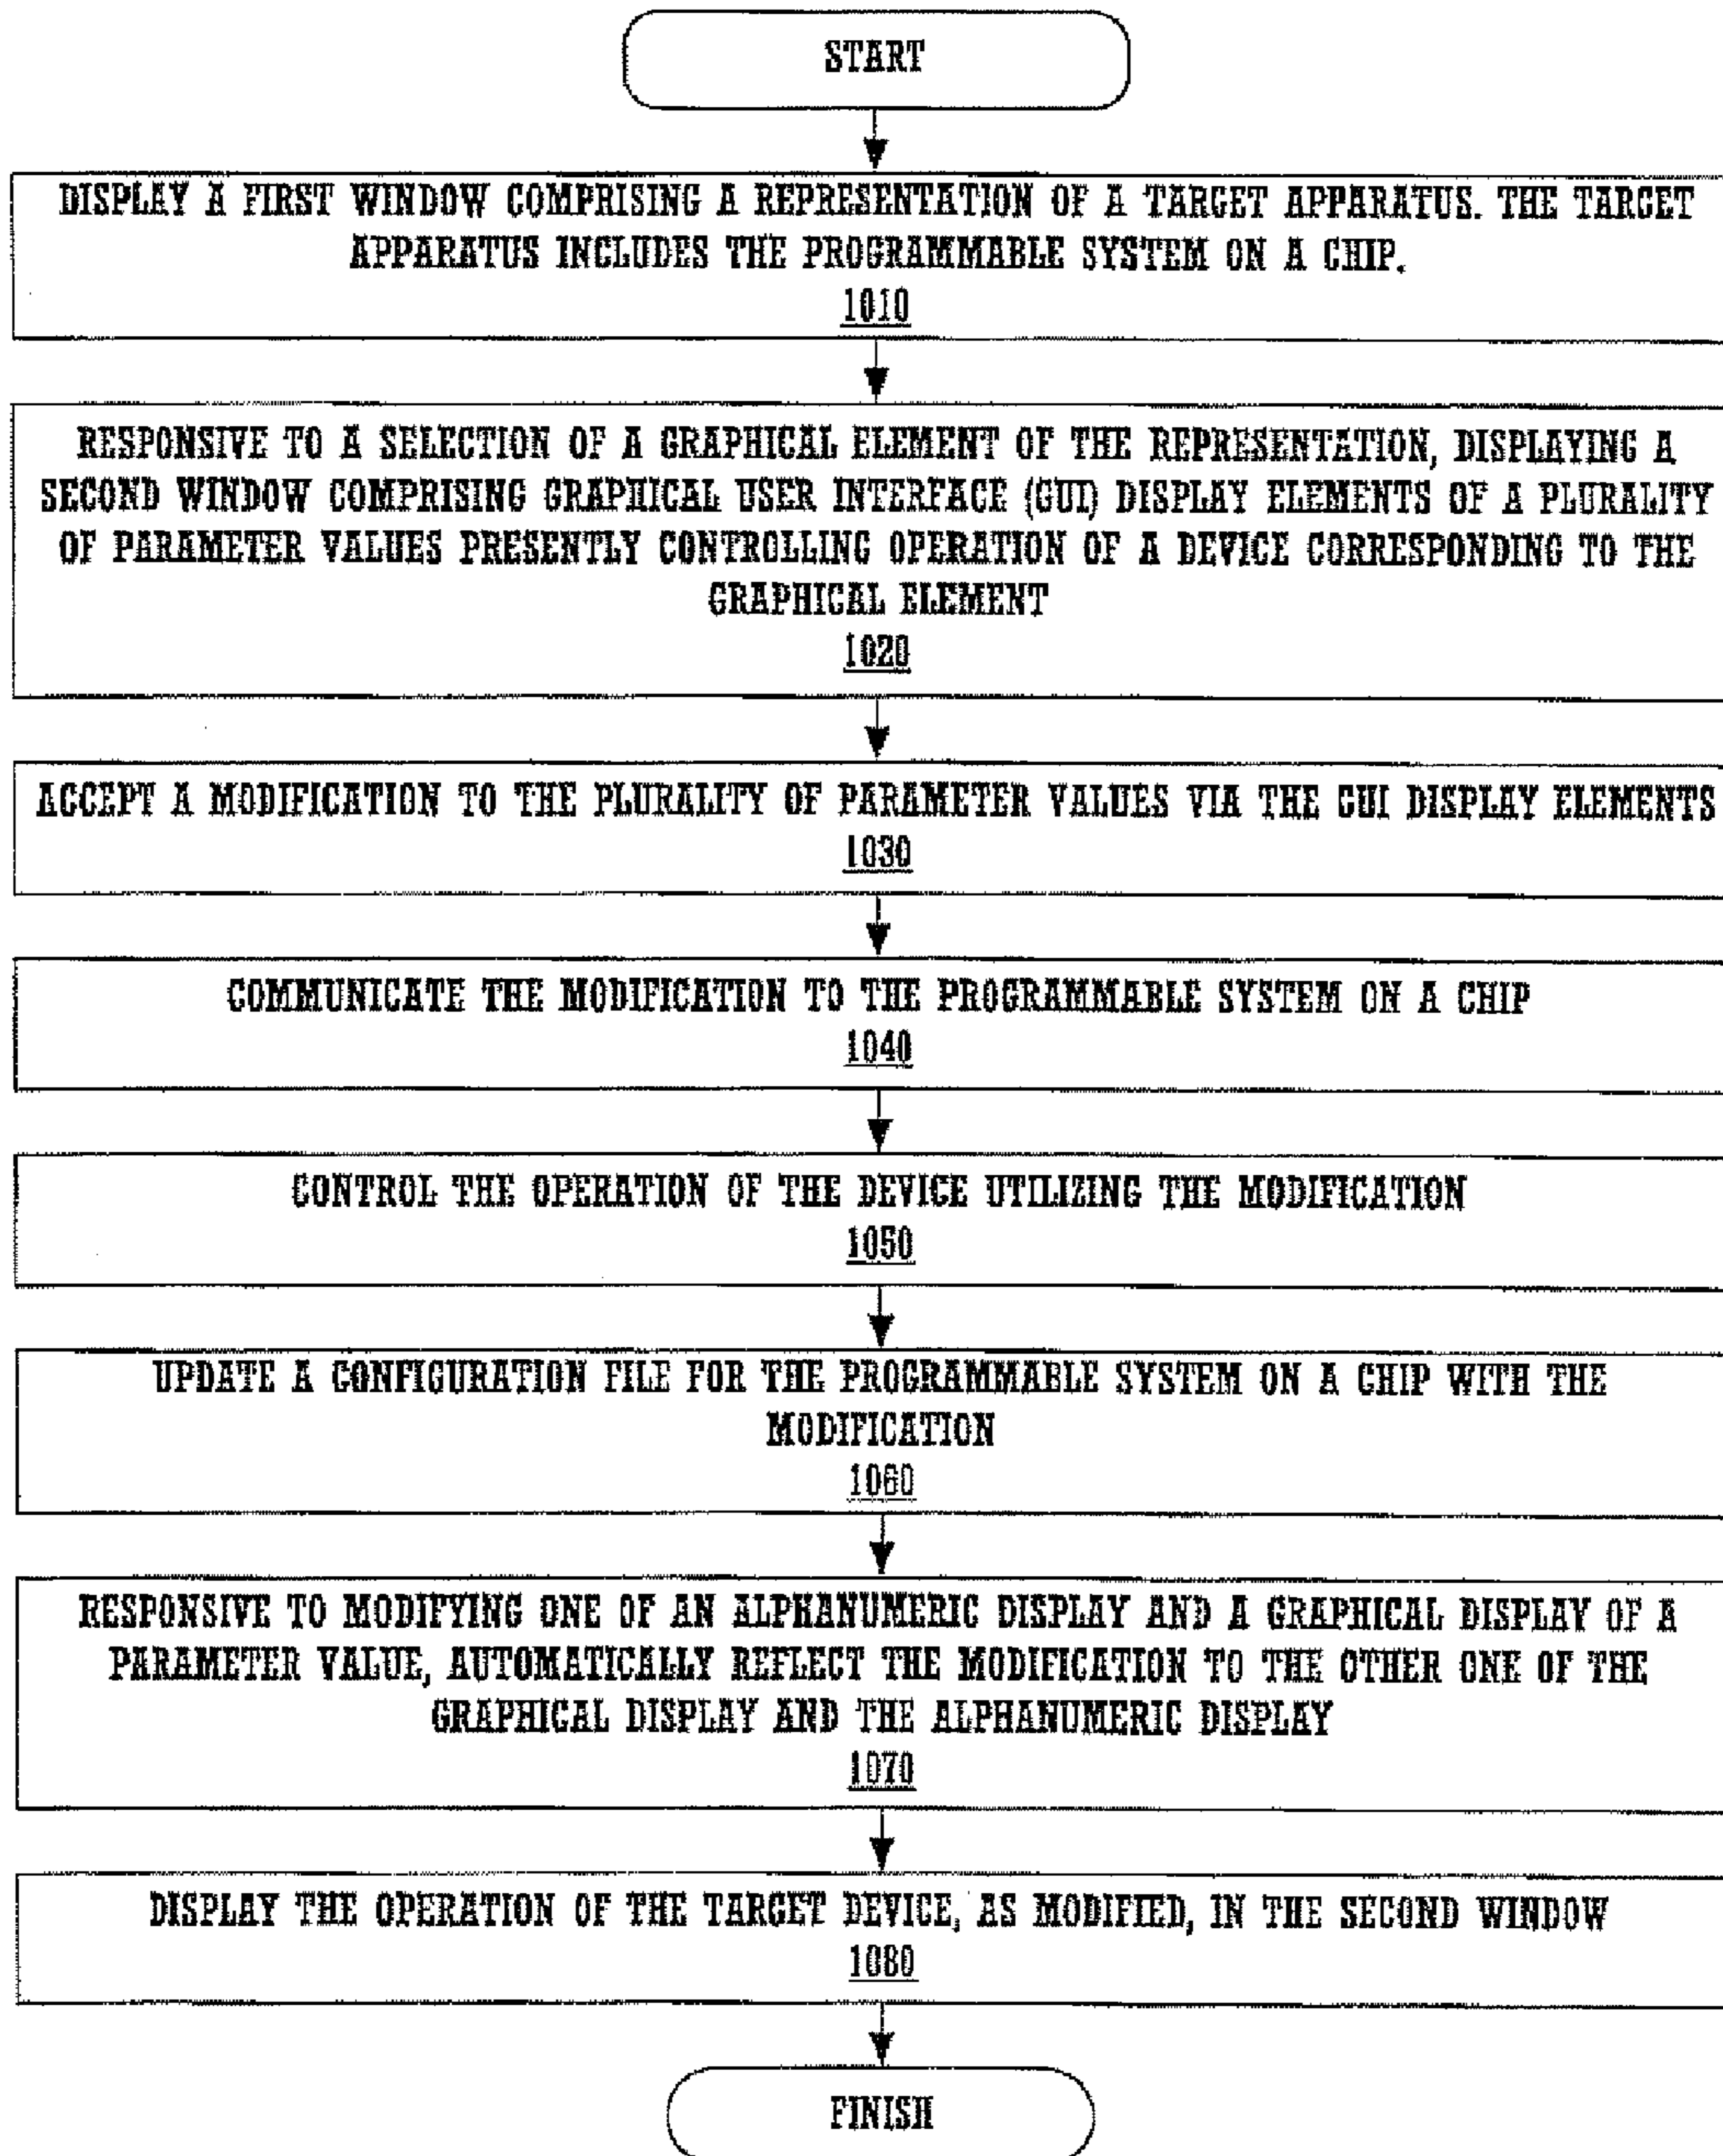 START
DISPLAY A FIRST WINDOW COMPRISING A REPRESENTATION OF A TARGET APPARATUS. THE TARGET
APPARATUS INCLUDES THE PROGRAMMABLE SYSTEM ON A CHIP.
1010
RESPONSIVE TO A SELECTION OF A GRAPHICAL ELEMENT OF THE REPRESENTATION, DISPLAYING A
SECOND WINDOW COMPRISING GRAPHICAL USER INTERFACE (GUI) DISPLAY ELEMENTS OF A PLURALITY
OF PARAMETER VALUES PRESENTLY CONTROLLING OPERATION OF A DEVICE CORRESPONDING TO THE
GRAPHICAL ELEMENT
1020
ACCEPT A MODIFICATION TO THE PLURALITY OF PARAMETER VALUES VIA THE GUI DISPLAY ELEMENTS
1030
COMMUNICATE THE MODIFICATION TO THE PROGRAMMABLE SYSTEM ON A CHIP
1040
CONTROL THE OPERATION OF THE DEVICE UTILIZING THE MODIFICATION
1050
UPDATE A CONFIGURATION FILE FOR THE PROGRAMMABLE SYSTEM ON A CHIP WITH THE
MODIFICATION
1060
RESPONSIVE TO MODIFYING ONE OF AN ALPHANUMERIC DISPLAY AND A GRAPHICAL DISPLAY OF A
PARAMETER VALUE, AUTOMATICALLY REFLECT THE MODIFICATION TO THE OTHER ONE OF THE
GRAPHICAL DISPLAY AND THE ALPHANUMERIC DISPLAY
1070
DISPLAY THE OPERATION OF THE TARGET DEVICE, AS MODIFIED, IN THE SECOND WINDOW
1080
FINISH